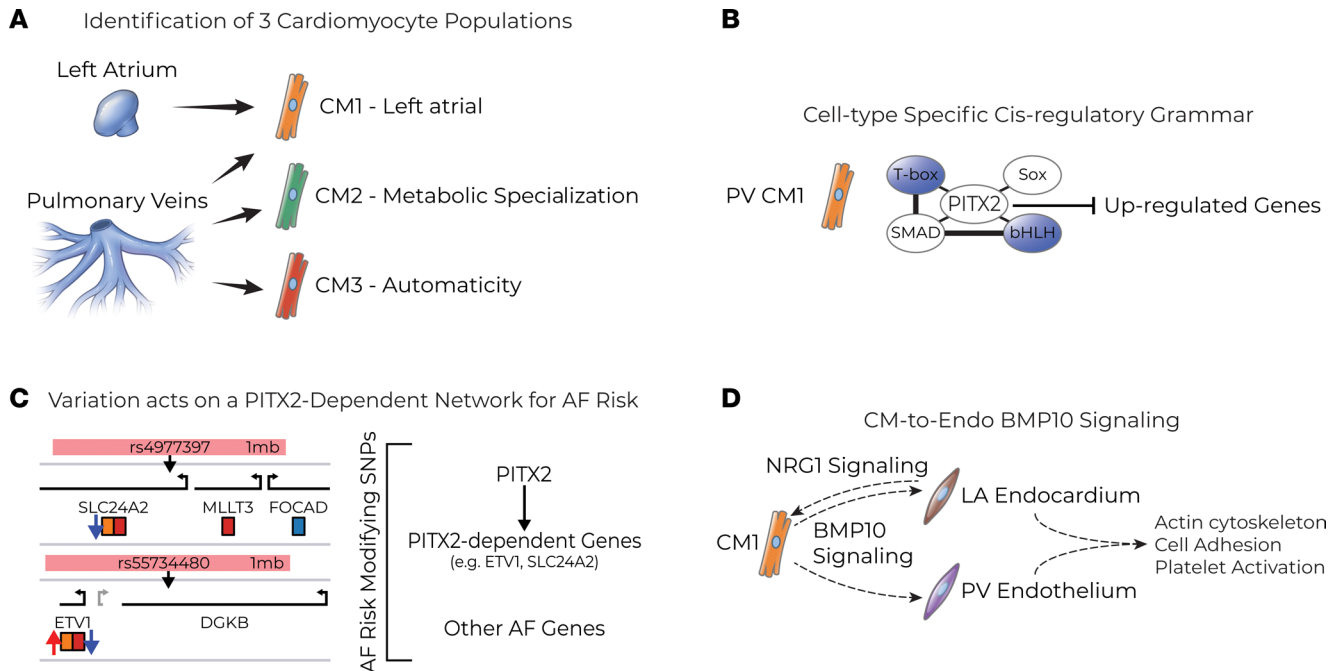 A
Identification of 3 Cardiomyocyte Populations
Left Atrium
CM1 - Left atrial
CM2 - Metabolic Specialization
Pulmonary Veins
CM3 - Automaticity
B
Cell-type Specific Cis-regulatory Grammar
PV CM1
T-box
Sox
PITX2
SMAD
bHLH
Up-regulated Genes
C
Variation acts on a PITX2-Dependent Network for AF Risk
rs4977397 1mb
SLC24A2 MLLT3 FOCAD
rs55734480 1mb
ETV1 DGKB
AF Risk Modifying SNPs
PITX2
PITX2-dependent Genes
(e.g. ETV1, SLC24A2)
Other AF Genes
D
CM-to-Endo BMP10 Signaling
NRG1 Signaling
LA Endocardium
CM1
BMP10
Signaling
PV Endothelium
Actin cytoskeleton
Cell Adhesion
Platelet Activation